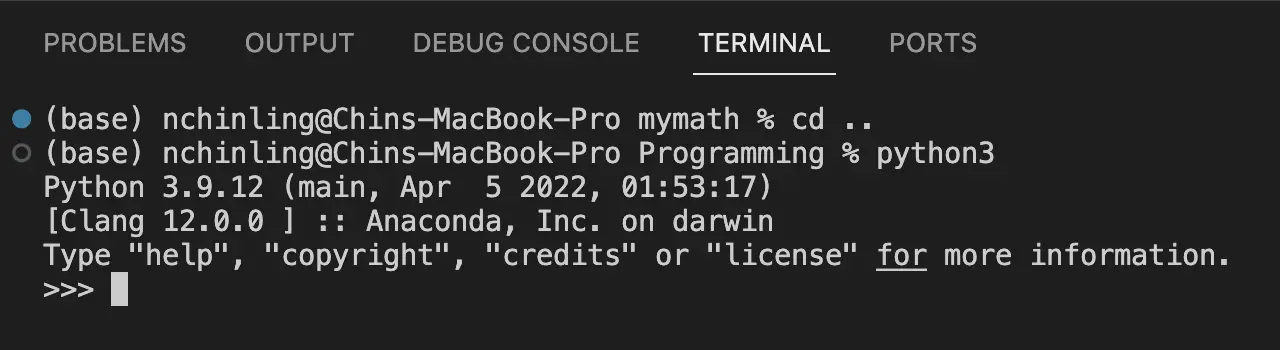 PROBLEMS OUTPUT DEBUG CONSOLE TERMINAL PORTS
(base) nchinling@Chins-MacBook-Pro mymath % cd ..
(base) nchinling@Chins-MacBook-Pro Programming % python3
Python 3.9.12 (main, Apr  5 2022, 01:53:17)
[Clang 12.0.0 ] :: Anaconda, Inc. on darwin
Type "help", "copyright", "credits" or "license" for more information.
>>>